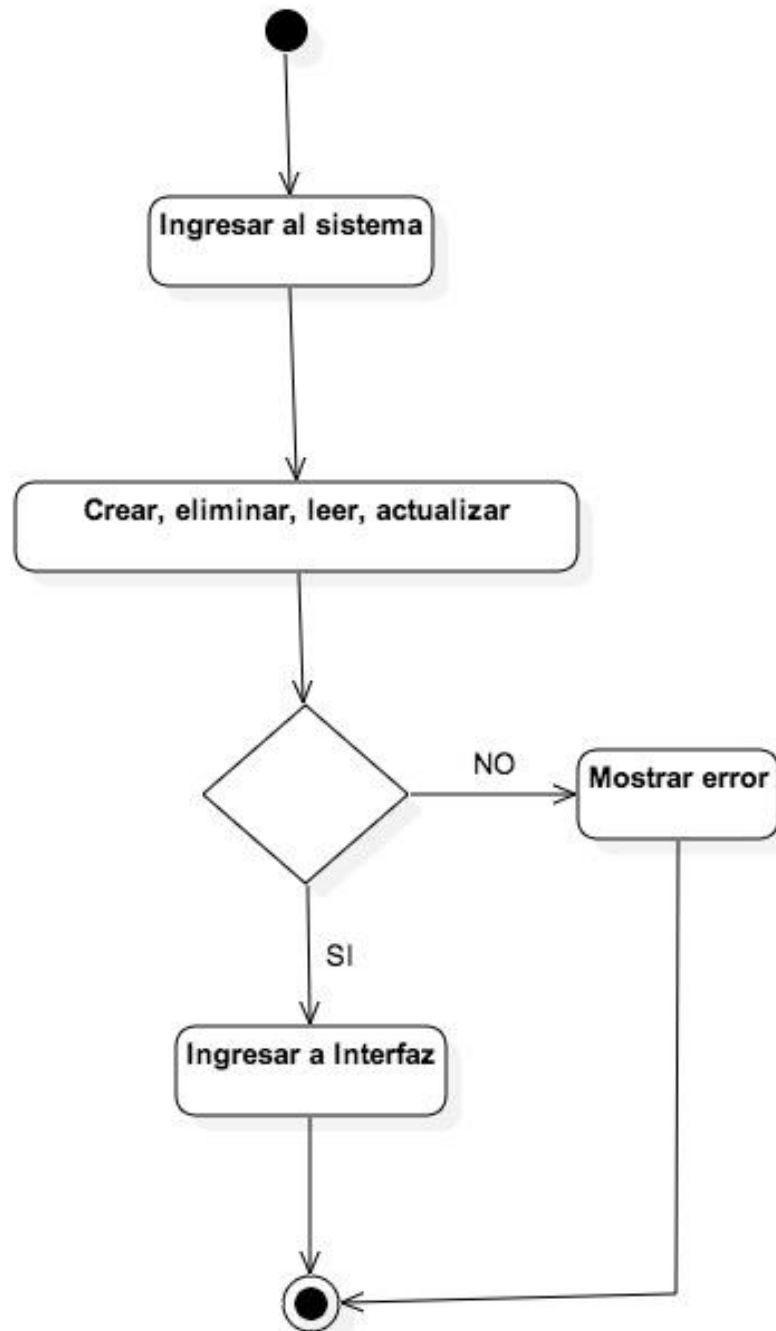 Ingresar al sistema
Crear, eliminar, leer, actualizar
NO
Mostrar error
SI
Ingresar a Interfaz